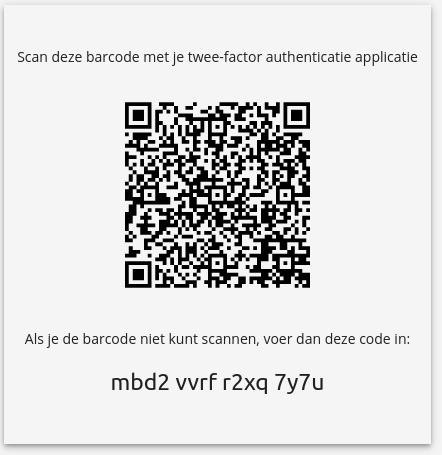 Scan deze barcode met je twee-factor authenticatie applicatie
Als je de barcode niet kunt scannen, voer dan deze code in:
mbd2 vvrf r2xq 7y7u